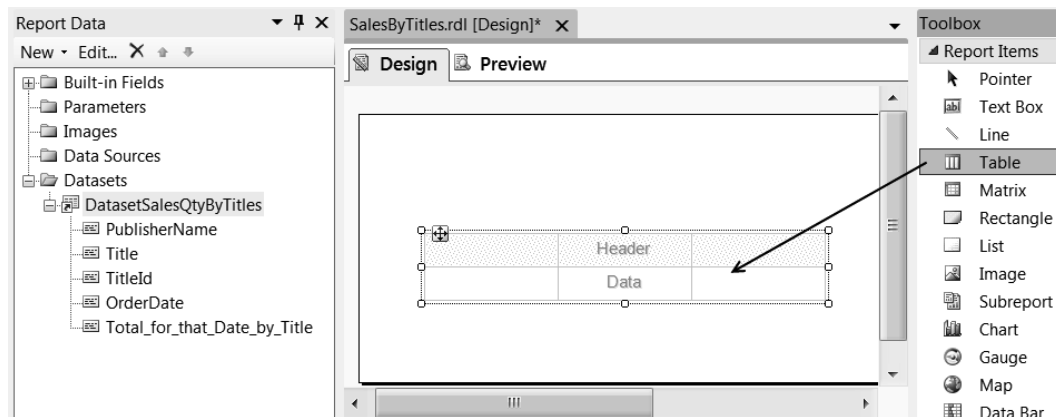 Report Data
New Edit...
Built-in Fields
Parameters
Images
Data Sources
Datasets
DatasetSalesQtyByTitles
PublisherName
Title
TitleId
OrderDate
Total_for_that_Date_by_Title
SalesByTitles.rdl [Design]*
Design Preview
Header
Data
Toolbox
Report Items
Pointer
ab Text Box
Line
Table
Matrix
Rectangle
List
Image
Subreport
Chart
Gauge
Map
Data Bar